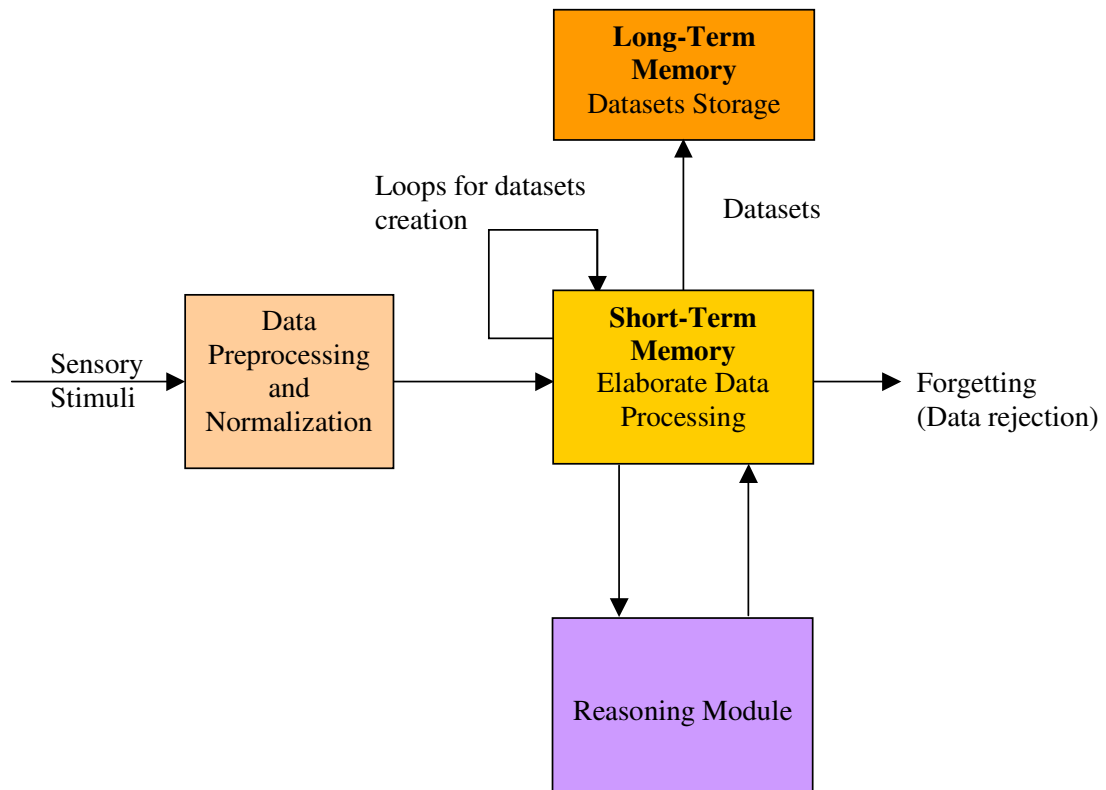 Long-Term
Memory
Datasets Storage
Loops for datasets
creation
Datasets
Data
Preprocessing
and
Normalization
Short-Term
Memory
Elaborate Data
Processing
Sensory
Stimuli
Forgetting
(Data rejection)
Reasoning Module